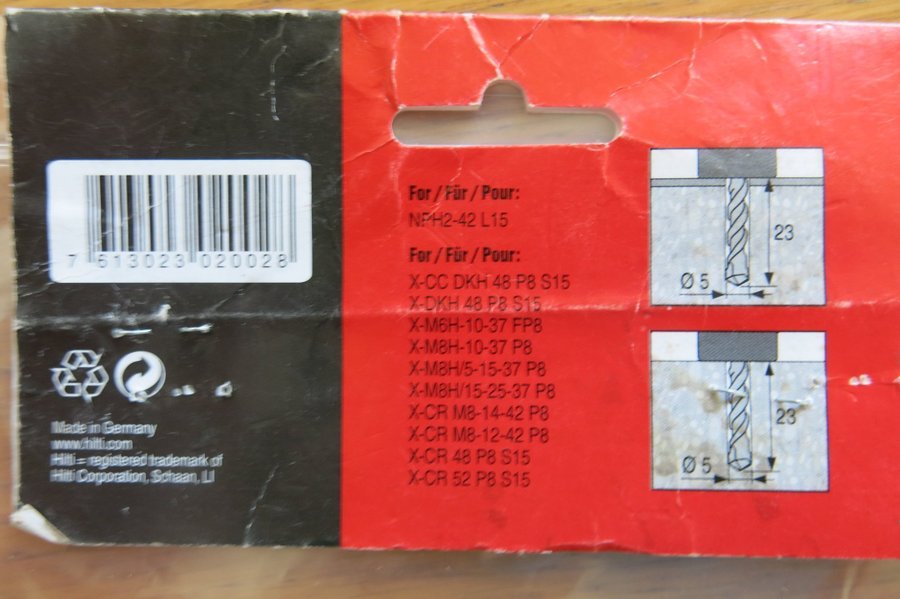 7 613023 020028
Made in Germany
www.hilti.com
Hilti = registered trademark of
Hilti Corporation, Schaan, LI
For / Für / Pour:
NPH2-42 L15
For / Für / Pour:
X-CC DKH 48 P8 S15
X-DKH 48 P8 S15
X-M6H-10-37 FP8
X-M8H-10-37 P8
X-M8H/5-15-37 P8
X-M8H/15-25-37 P8
X-CR M8-14-42 P8
X-CR M8-12-42 P8
X-CR 48 P8 S15
X-CR 52 P8 S15
23
Ø 5
23
Ø 5